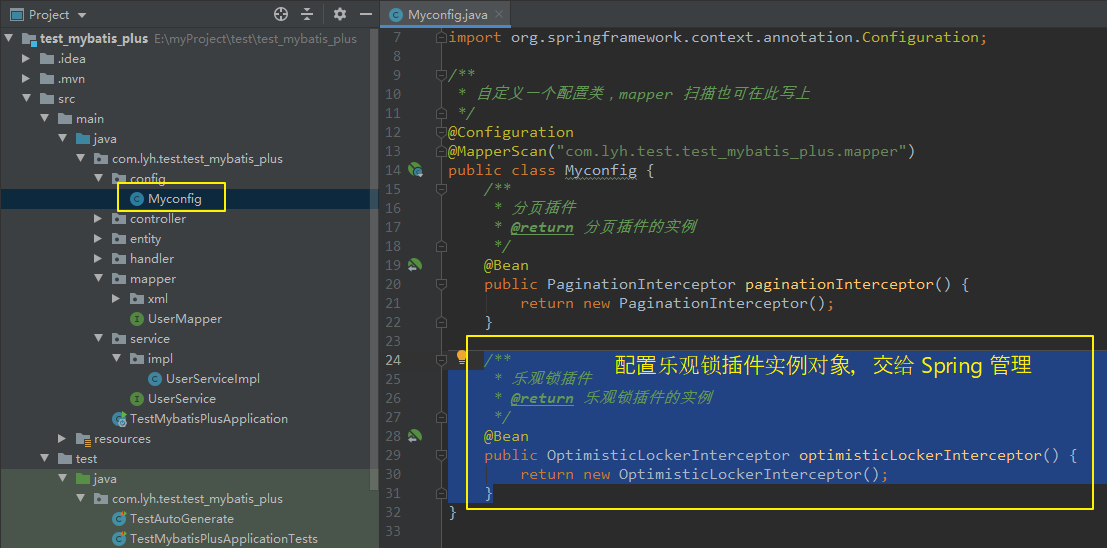 Project
test_mybatis_plus E:\myProject\test\test_mybatis_plus
.idea
.mvn
src
main
java
com.lyh.test.test_mybatis_plus
config
Myconfig
controller
entity
handler
mapper
xml
UserMapper
service
impl
UserServiceImpl
UserService
TestMybatisPlusApplication
resources
test
java
com.lyh.test.test_mybatis_plus
TestAutoGenerate
TestMybatisPlusApplicationTests
Myconfig.java
7 import org.springframework.context.annotation.Configuration;
8
9 /**
10 * 自定义一个配置类，mapper 扫描也可在此写上
11 */
12 @Configuration
13 @MapperScan("com.lyh.test.test_mybatis_plus.mapper")
14 public class Myconfig {
15 /**
16 * 分页插件
17 * @return 分页插件的实例
18 */
19 @Bean
20 public PaginationInterceptor paginationInterceptor() {
21 return new PaginationInterceptor();
22 }
23
24 /** 配置乐观锁插件实例对象，交给 Spring 管理
25 * 乐观锁插件
26 * @return 乐观锁插件的实例
27 */
28 @Bean
29 public OptimisticLockerInterceptor optimisticLockerInterceptor() {
30 return new OptimisticLockerInterceptor();
31 }
32 }
33